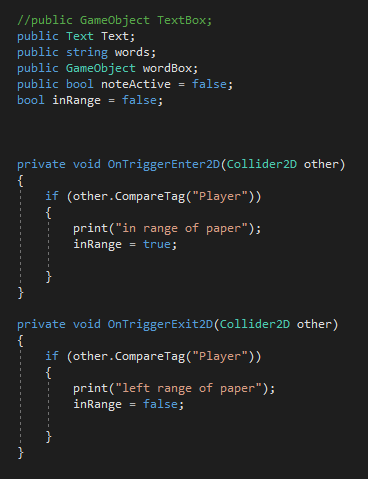 //public GameObject TextBox;
public Text Text;
public string words;
public GameObject wordBox;
public bool noteActive = false;
bool inRange = false;
private void OnTriggerEnter2D(Collider2D other)
{
if (other.CompareTag("Player"))
{
print("in range of paper");
inRange = true;
}
}
private void OnTriggerExit2D(Collider2D other)
{
if (other.CompareTag("Player"))
{
print("left range of paper");
inRange = false;
}
}